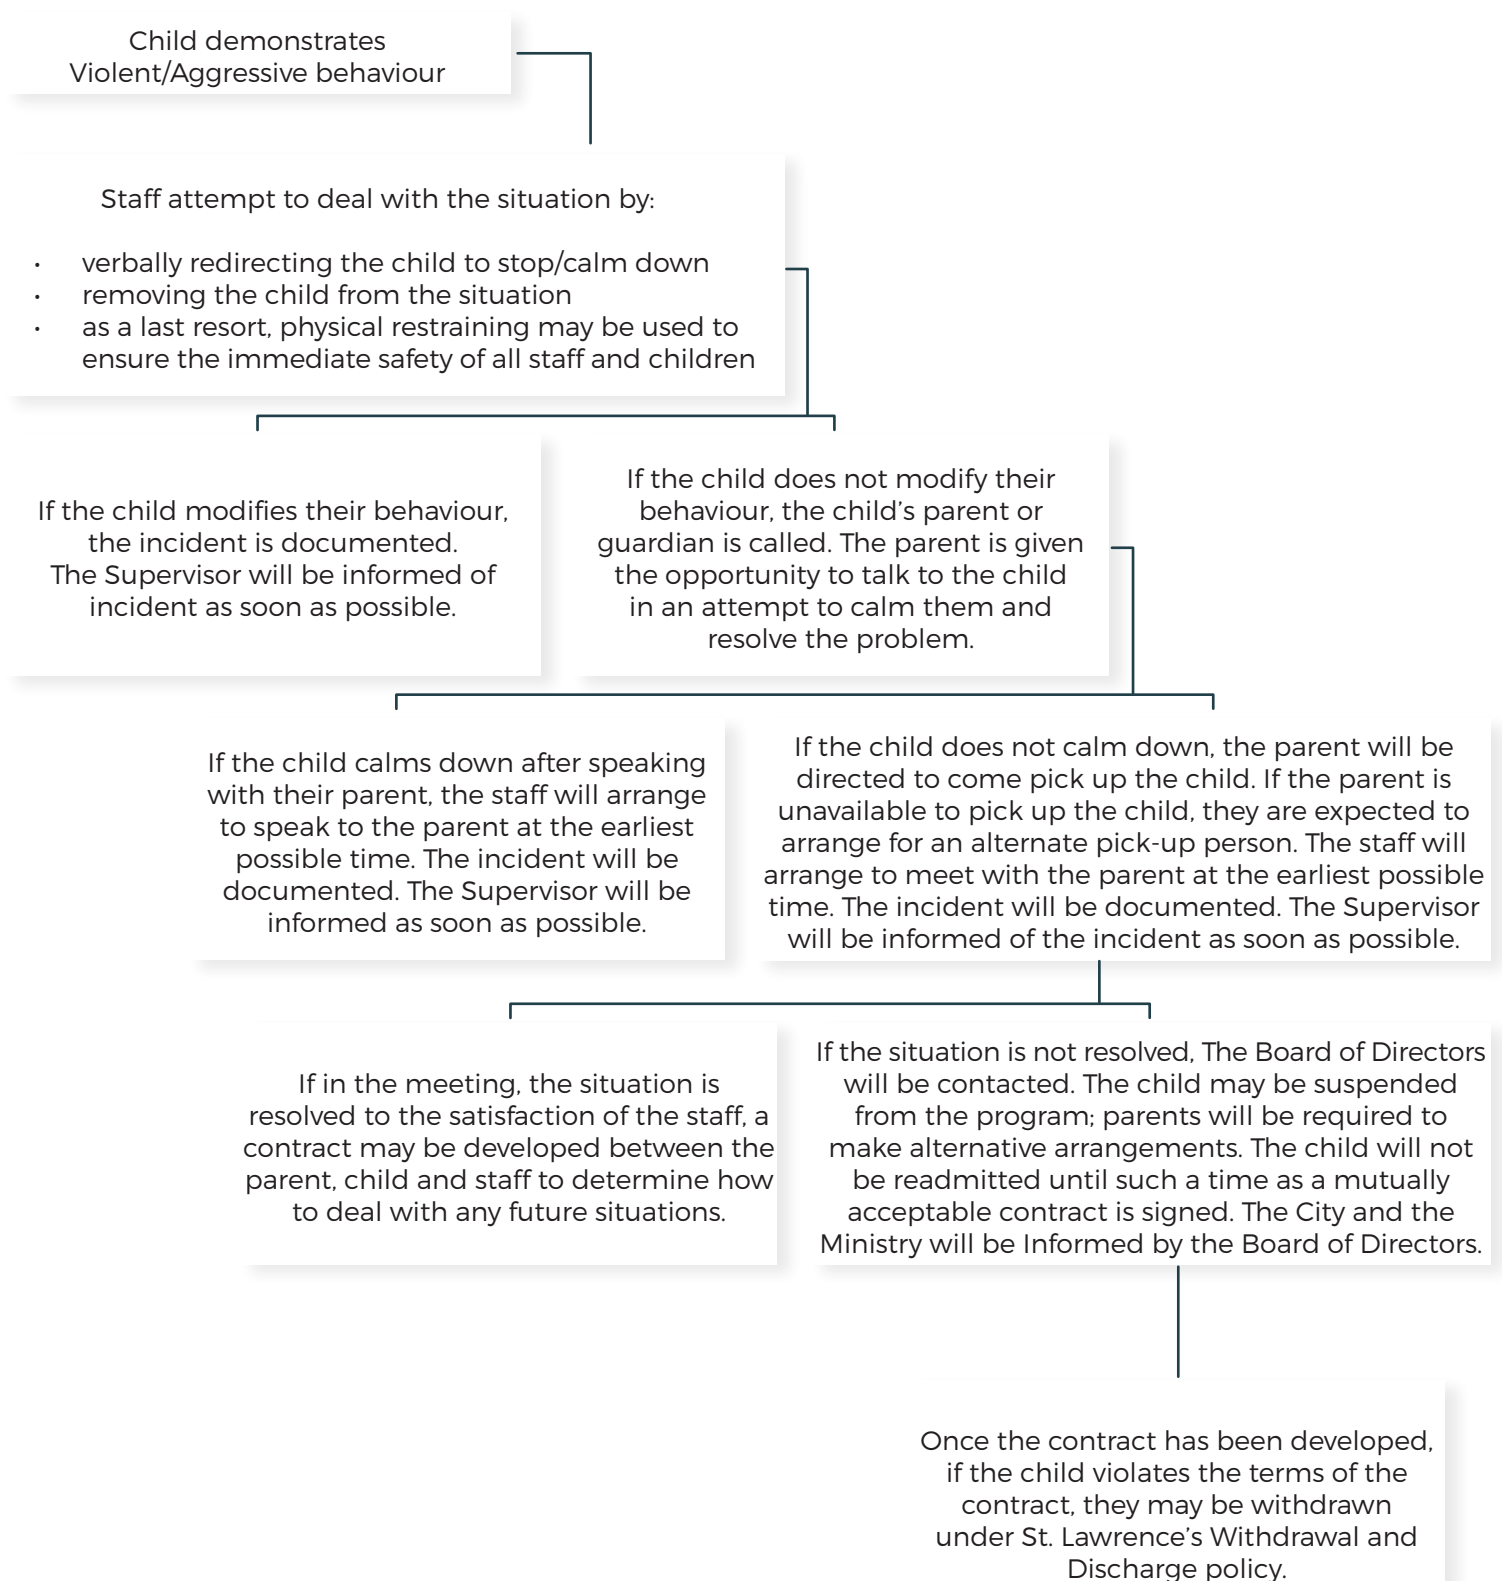 Child demonstrates
Violent/Aggressive behaviour
Staff attempt to deal with the situation by:
• verbally redirecting the child to stop/calm down
• removing the child from the situation
• as a last resort, physical restraining may be used to
ensure the immediate safety of all staff and children
If the child modifies their behaviour,
the incident is documented.
The Supervisor will be informed of
incident as soon as possible.
If the child does not modify their
behaviour, the child’s parent or
guardian is called. The parent is given
the opportunity to talk to the child
in an attempt to calm them and
resolve the problem.
If the child calms down after speaking
with their parent, the staff will arrange
to speak to the parent at the earliest
possible time. The incident will be
documented. The Supervisor will be
informed as soon as possible.
If the child does not calm down, the parent will be
directed to come pick up the child. If the parent is
unavailable to pick up the child, they are expected to
arrange for an alternate pick-up person. The staff will
arrange to meet with the parent at the earliest possible
time. The incident will be documented. The Supervisor
will be informed of the incident as soon as possible.
If in the meeting, the situation is
resolved to the satisfaction of the staff, a
contract may be developed between the
parent, child and staff to determine how
to deal with any future situations.
If the situation is not resolved, The Board of Directors
will be contacted. The child may be suspended
from the program; parents will be required to
make alternative arrangements. The child will not
be readmitted until such a time as a mutually
acceptable contract is signed. The City and the
Ministry will be Informed by the Board of Directors.
Once the contract has been developed,
if the child violates the terms of the
contract, they may be withdrawn
under St. Lawrence’s Withdrawal and
Discharge policy.